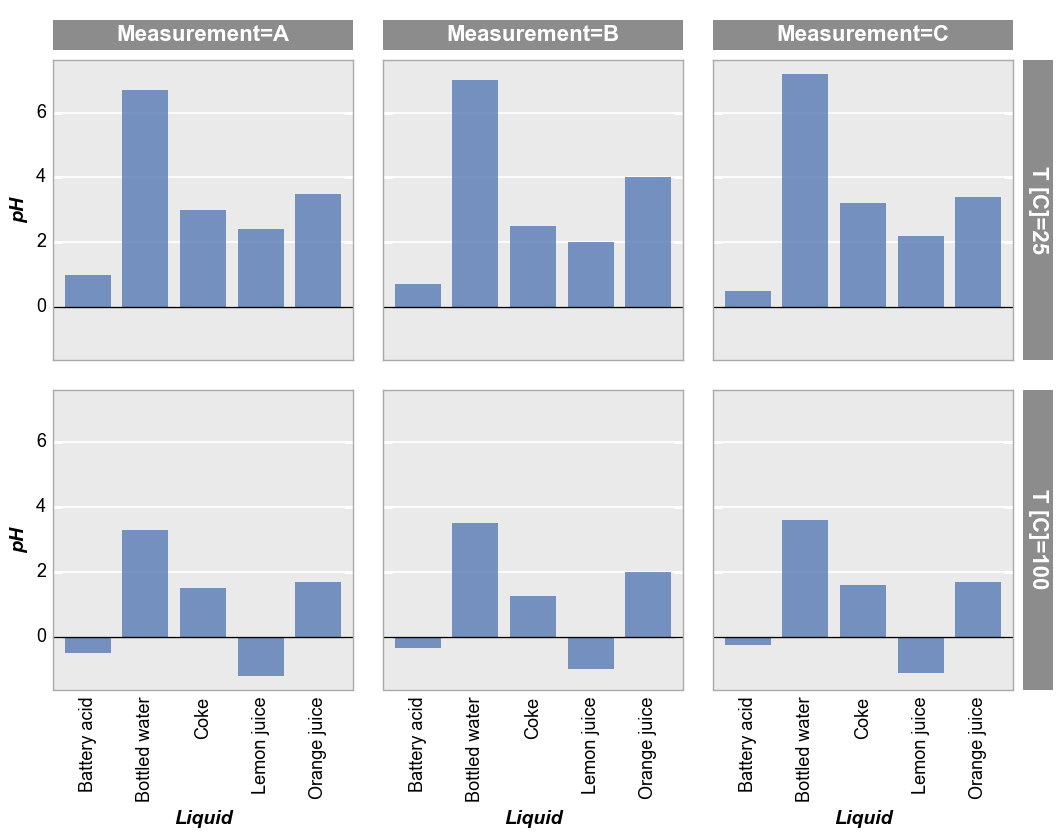 Measurement=A Measurement=B Measurement=C
6
4
2
0
pH
T [C]=25
6
4
2
0
pH
T [C]=100
Battery acid Bottled water Coke Lemon juice Orange juice Battery acid Bottled water Coke Lemon juice Orange juice Battery acid Bottled water Coke Lemon juice Orange juice
Liquid Liquid Liquid